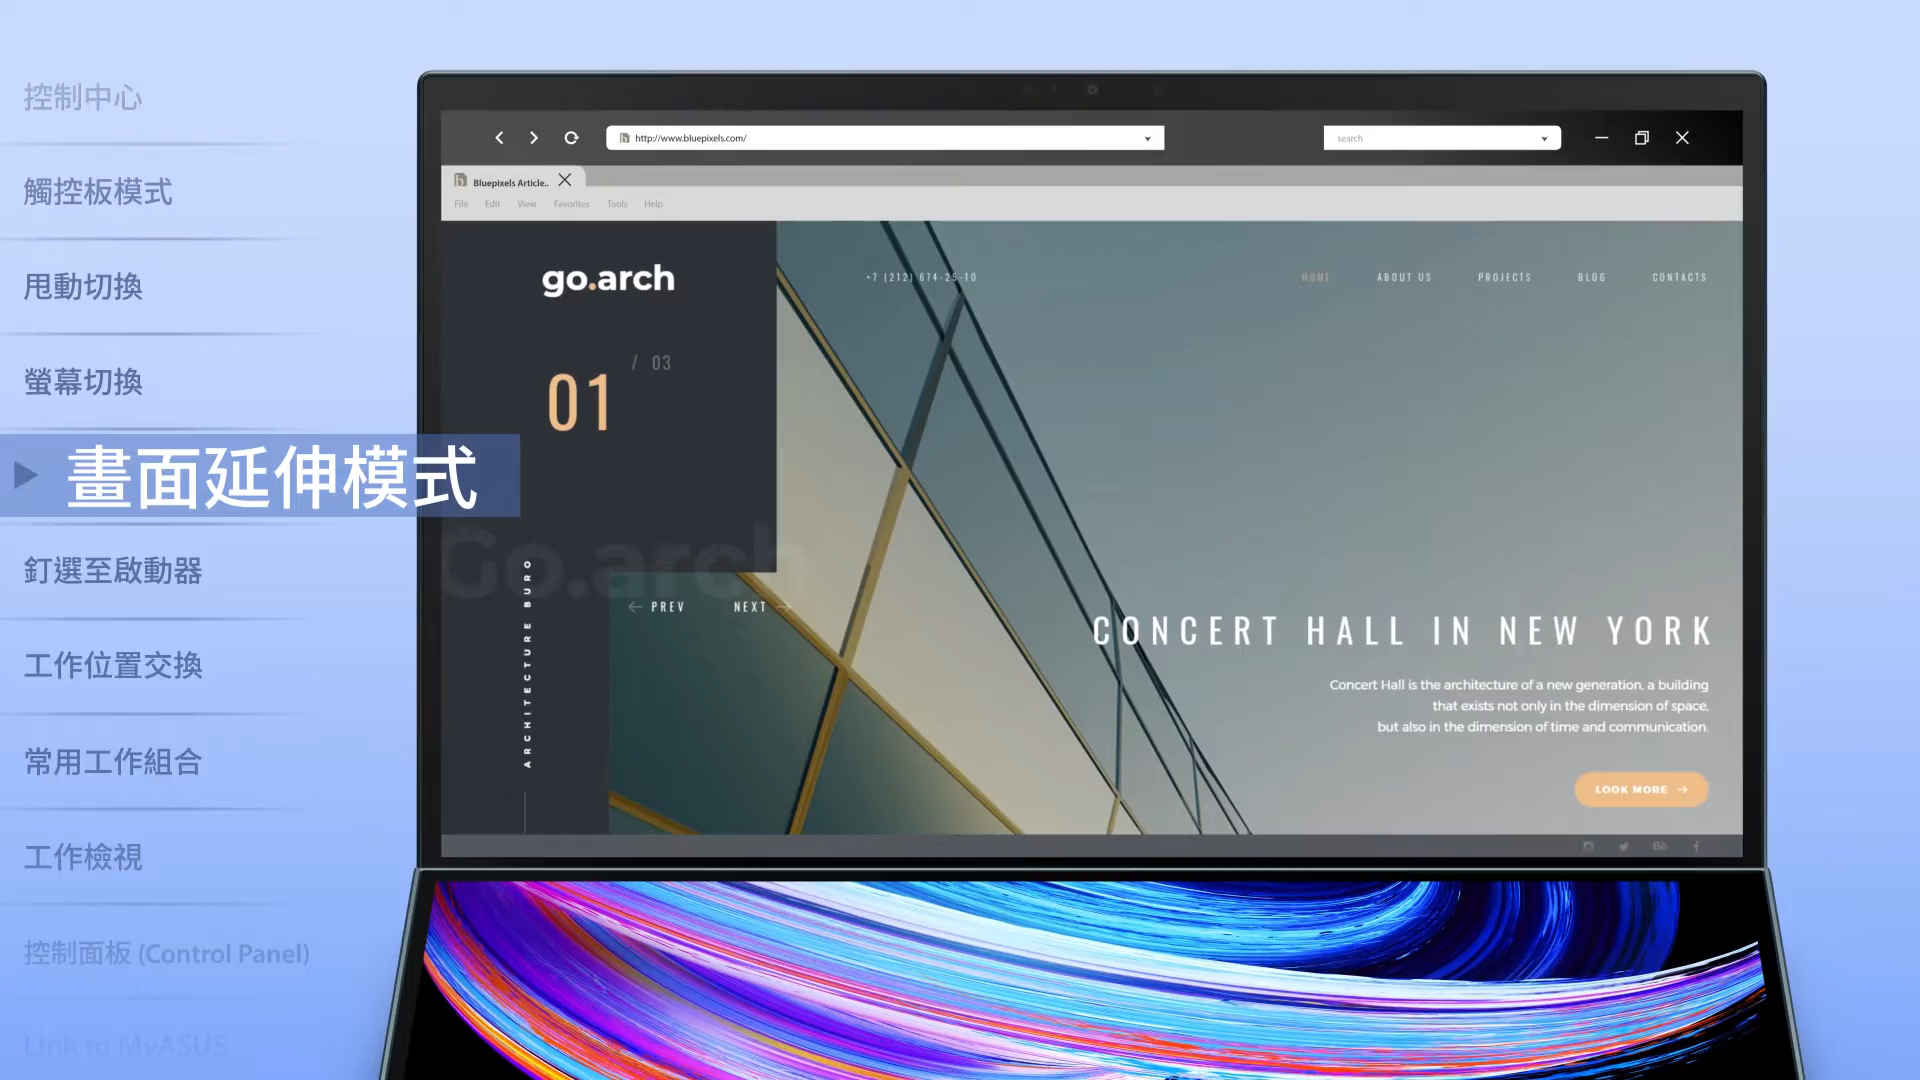 控制中心
觸控板模式
甩動切換
螢幕切換
畫面延伸模式
釘選至啟動器
工作位置交換
常用工作組合
工作檢視
控制面板 (Control Panel)
Link to MyASUS
http://www.bluepixels.com/
search
Bluepixels Article..
File Edit View Favorites Tools Help
go.arch
+7 (212) 674-25-10
HOME ABOUT US PROJECTS BLOG CONTACTS
01 / 03
Go.arch
ARCHITECTURE BURO
PREV NEXT
CONCERT HALL IN NEW YORK
Concert Hall is the architecture of a new generation, a building
that exists not only in the dimension of space,
but also in the dimension of time and communication.
LOOK MORE
Bē